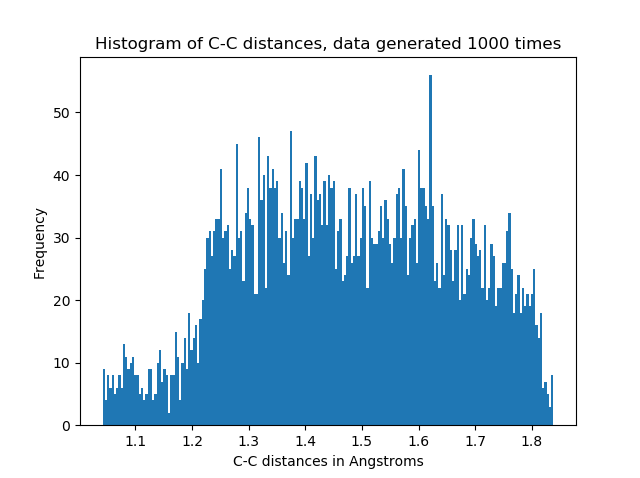 Histogram of C-C distances, data generated 1000 times
Frequency
50
40
30
20
10
0
1.1 1.2 1.3 1.4 1.5 1.6 1.7 1.8
C-C distances in Angstroms